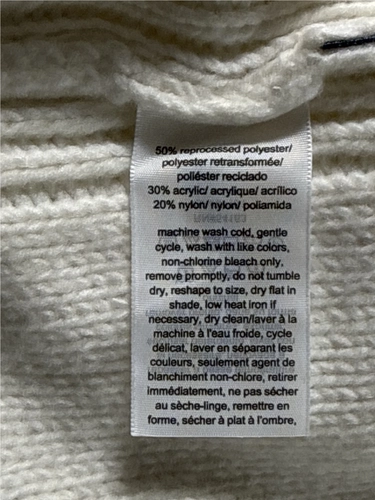 50% reprocessed polyester/
polyester retransformée/
poliéster reciclado
30% acrylic/ acrylique/ acrílico
20% nylon/ nylon/ poliamida
machine wash cold, gentle
cycle, wash with like colors,
non-chlorine bleach only,
remove promptly, do not tumble
dry, reshape to size, dry flat in
shade, low heat iron if
necessary, dry clean/laver à la
machine à l'eau froide, cycle
délicat, laver en séparant les
couleurs, seulement agent de
blanchiment non-chlore, retirer
immédiatement, ne pas sécher
au sèche-linge, remettre en
forme, sécher à plat à l'ombre,